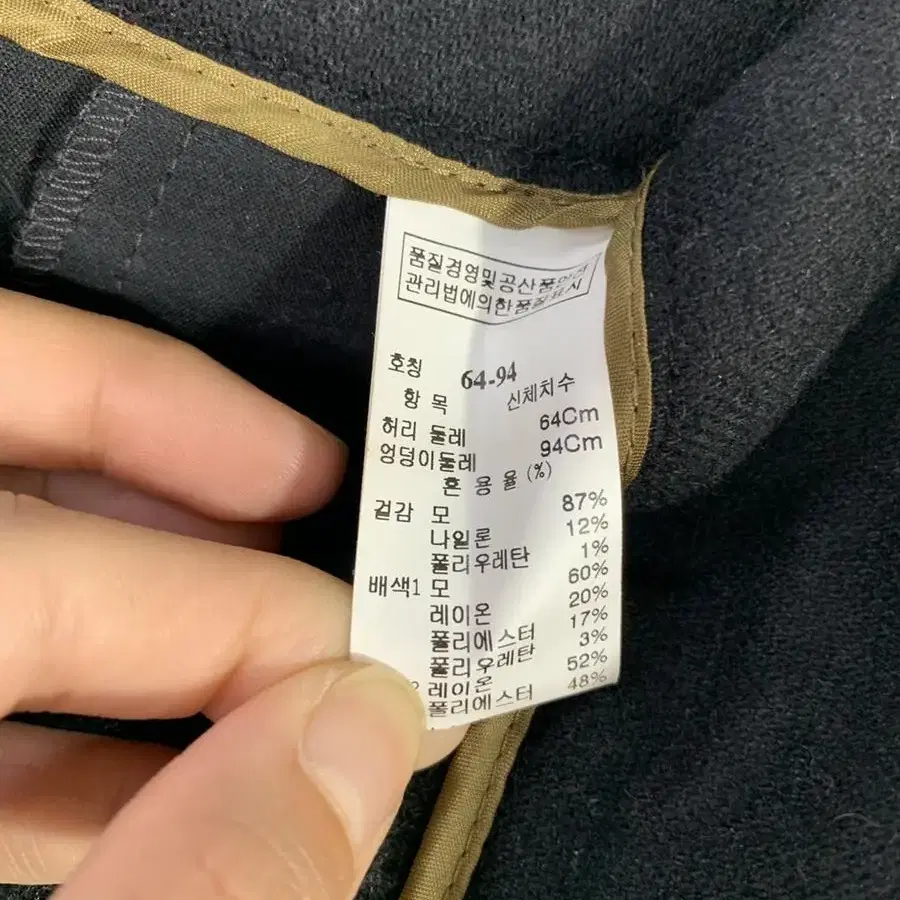 품질경영및공산품안전
관리법에의한품질표시
호칭 64-94
항 목 신체치수
허리 둘레 64Cm
엉덩이둘레 94Cm
혼 용 율 (%)
겉감 모 87%
나일론 12%
폴리우레탄 1%
배색1 모 60%
레이온 20%
폴리에스터 17%
폴리우레탄 3%
레이온 52%
폴리에스터 48%